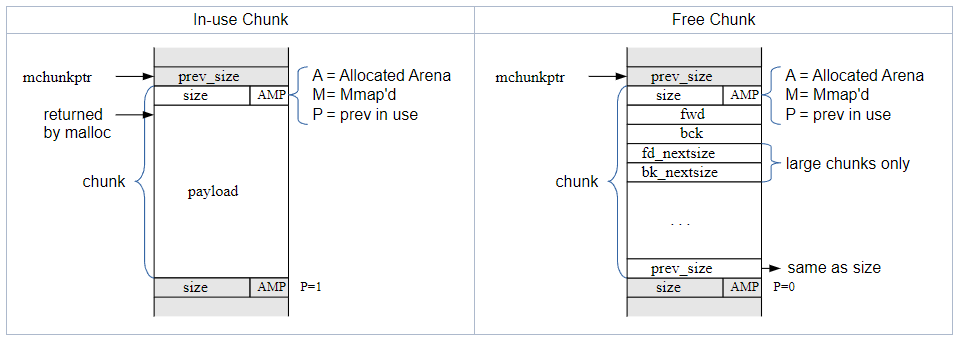 In-use Chunk
mchunkptr
prev_size
size
AMP
A = Allocated Arena
M= Mmap'd
P = prev in use
returned
by malloc
chunk
payload
size
AMP
P=1
Free Chunk
mchunkptr
prev_size
size
AMP
A = Allocated Arena
M= Mmap'd
P = prev in use
fwd
bck
fd_nextsize
bk_nextsize
large chunks only
chunk
. . .
prev_size
same as size
size
AMP
P=0